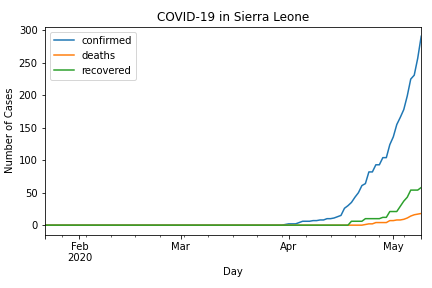 COVID-19 in Sierra Leone
confirmed
deaths
recovered
Number of Cases
300
250
200
150
100
50
0
Feb
2020
Mar
Apr
May
Day